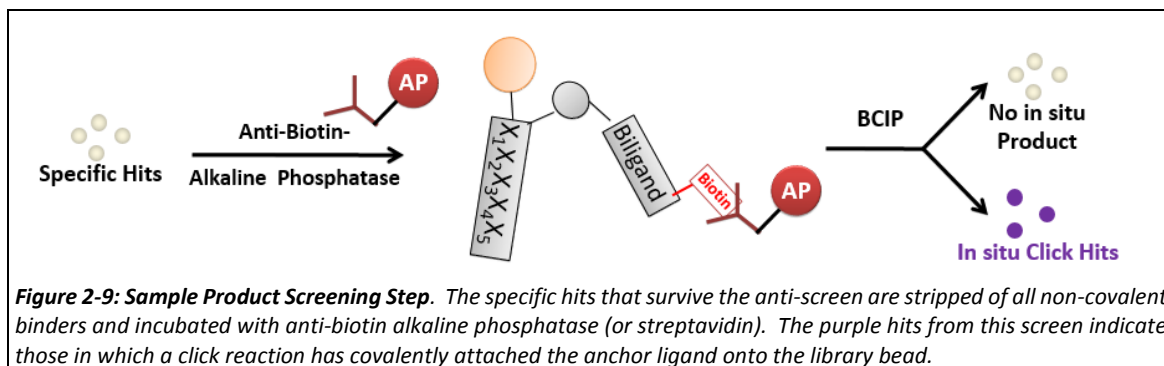 AP
Anti-Biotin-
Alkaline Phosphatase
Specific Hits
X1X2X3X4X5
Biligand
Biotin
AP
BCIP
No in situ
Product
In situ Click Hits
Figure 2-9: Sample Product Screening Step. The specific hits that survive the anti-screen are stripped of all non-covalent
binders and incubated with anti-biotin alkaline phosphatase (or streptavidin). The purple hits from this screen indicate
those in which a click reaction has covalently attached the anchor ligand onto the library bead.